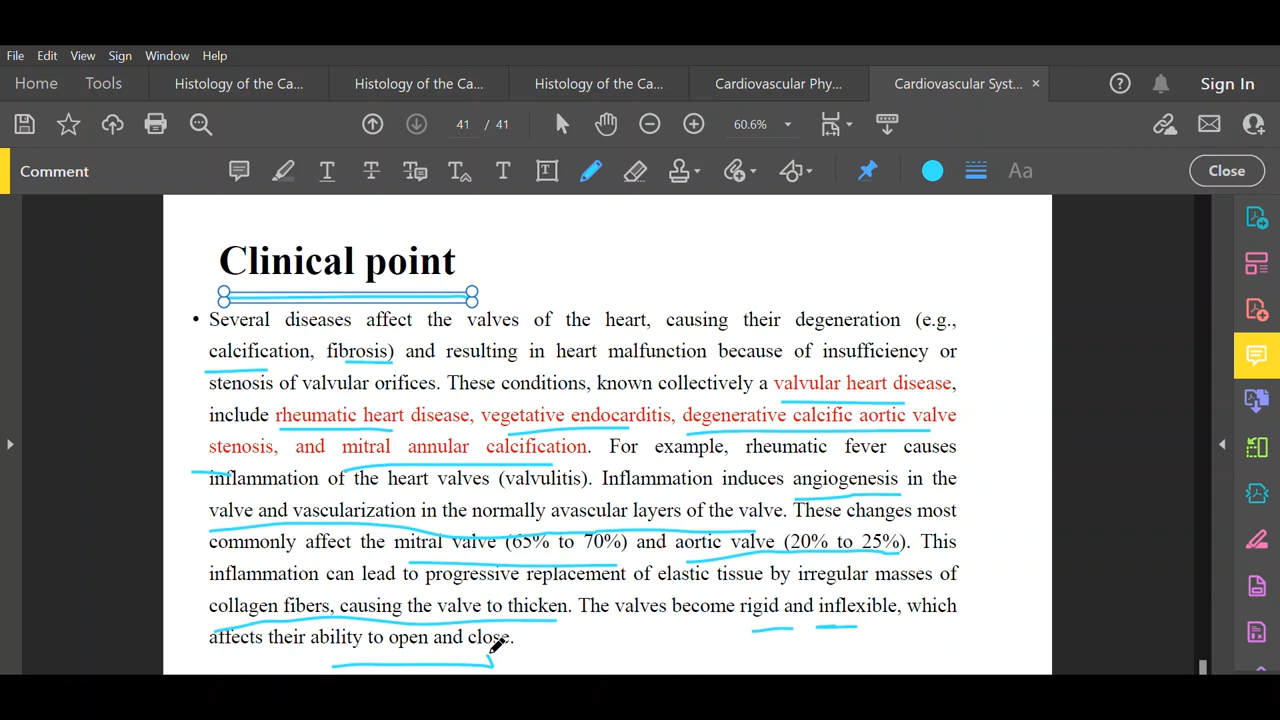 File Edit View Sign Window Help
Home Tools Histology of the Ca... Histology of the Ca... Histology of the Ca... Cardiovascular Phy... Cardiovascular Syst... × ? Sign In
41 / 41 60.6%
Comment T T T T T T Aa Close
Clinical point
• Several diseases affect the valves of the heart, causing their degeneration (e.g.,
calcification, fibrosis) and resulting in heart malfunction because of insufficiency or
stenosis of valvular orifices. These conditions, known collectively a valvular heart disease,
include rheumatic heart disease, vegetative endocarditis, degenerative calcific aortic valve
stenosis, and mitral annular calcification. For example, rheumatic fever causes
inflammation of the heart valves (valvulitis). Inflammation induces angiogenesis in the
valve and vascularization in the normally avascular layers of the valve. These changes most
commonly affect the mitral valve (65% to 70%) and aortic valve (20% to 25%). This
inflammation can lead to progressive replacement of elastic tissue by irregular masses of
collagen fibers, causing the valve to thicken. The valves become rigid and inflexible, which
affects their ability to open and close.